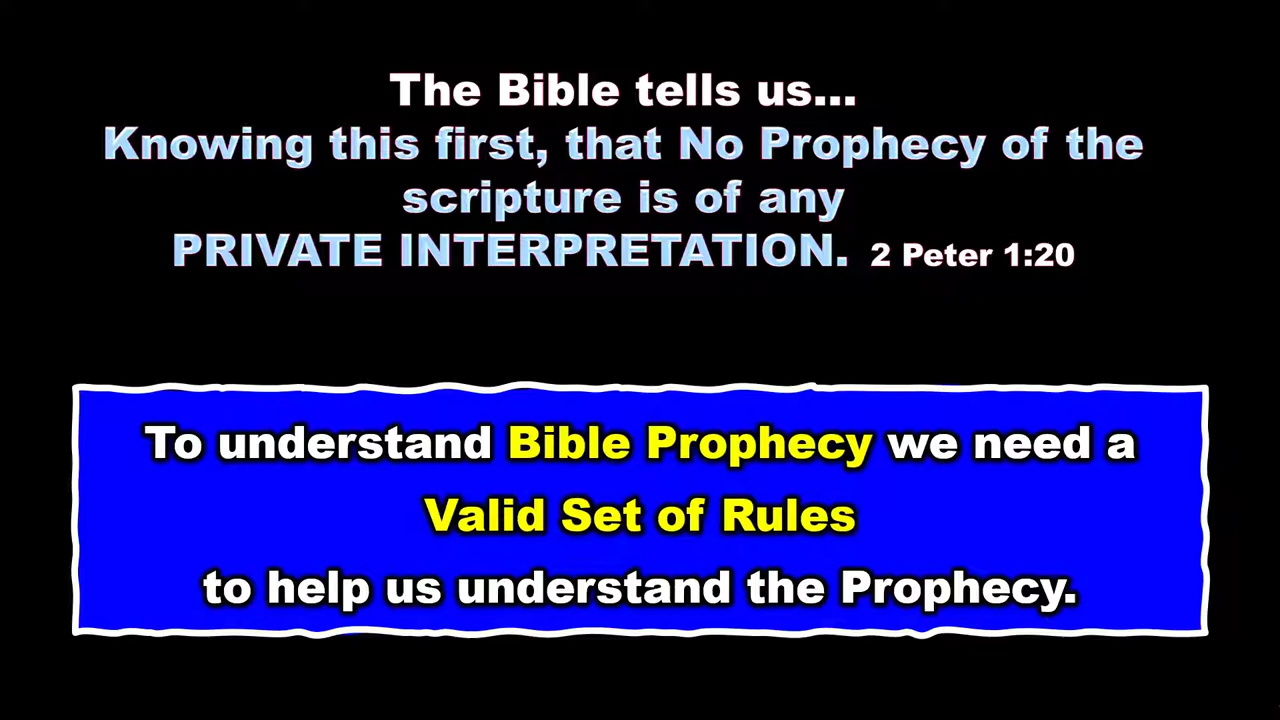 The Bible tells us...
Knowing this first, that No Prophecy of the
scripture is of any
PRIVATE INTERPRETATION. 2 Peter 1:20
To understand Bible Prophecy we need a
Valid Set of Rules
to help us understand the Prophecy.